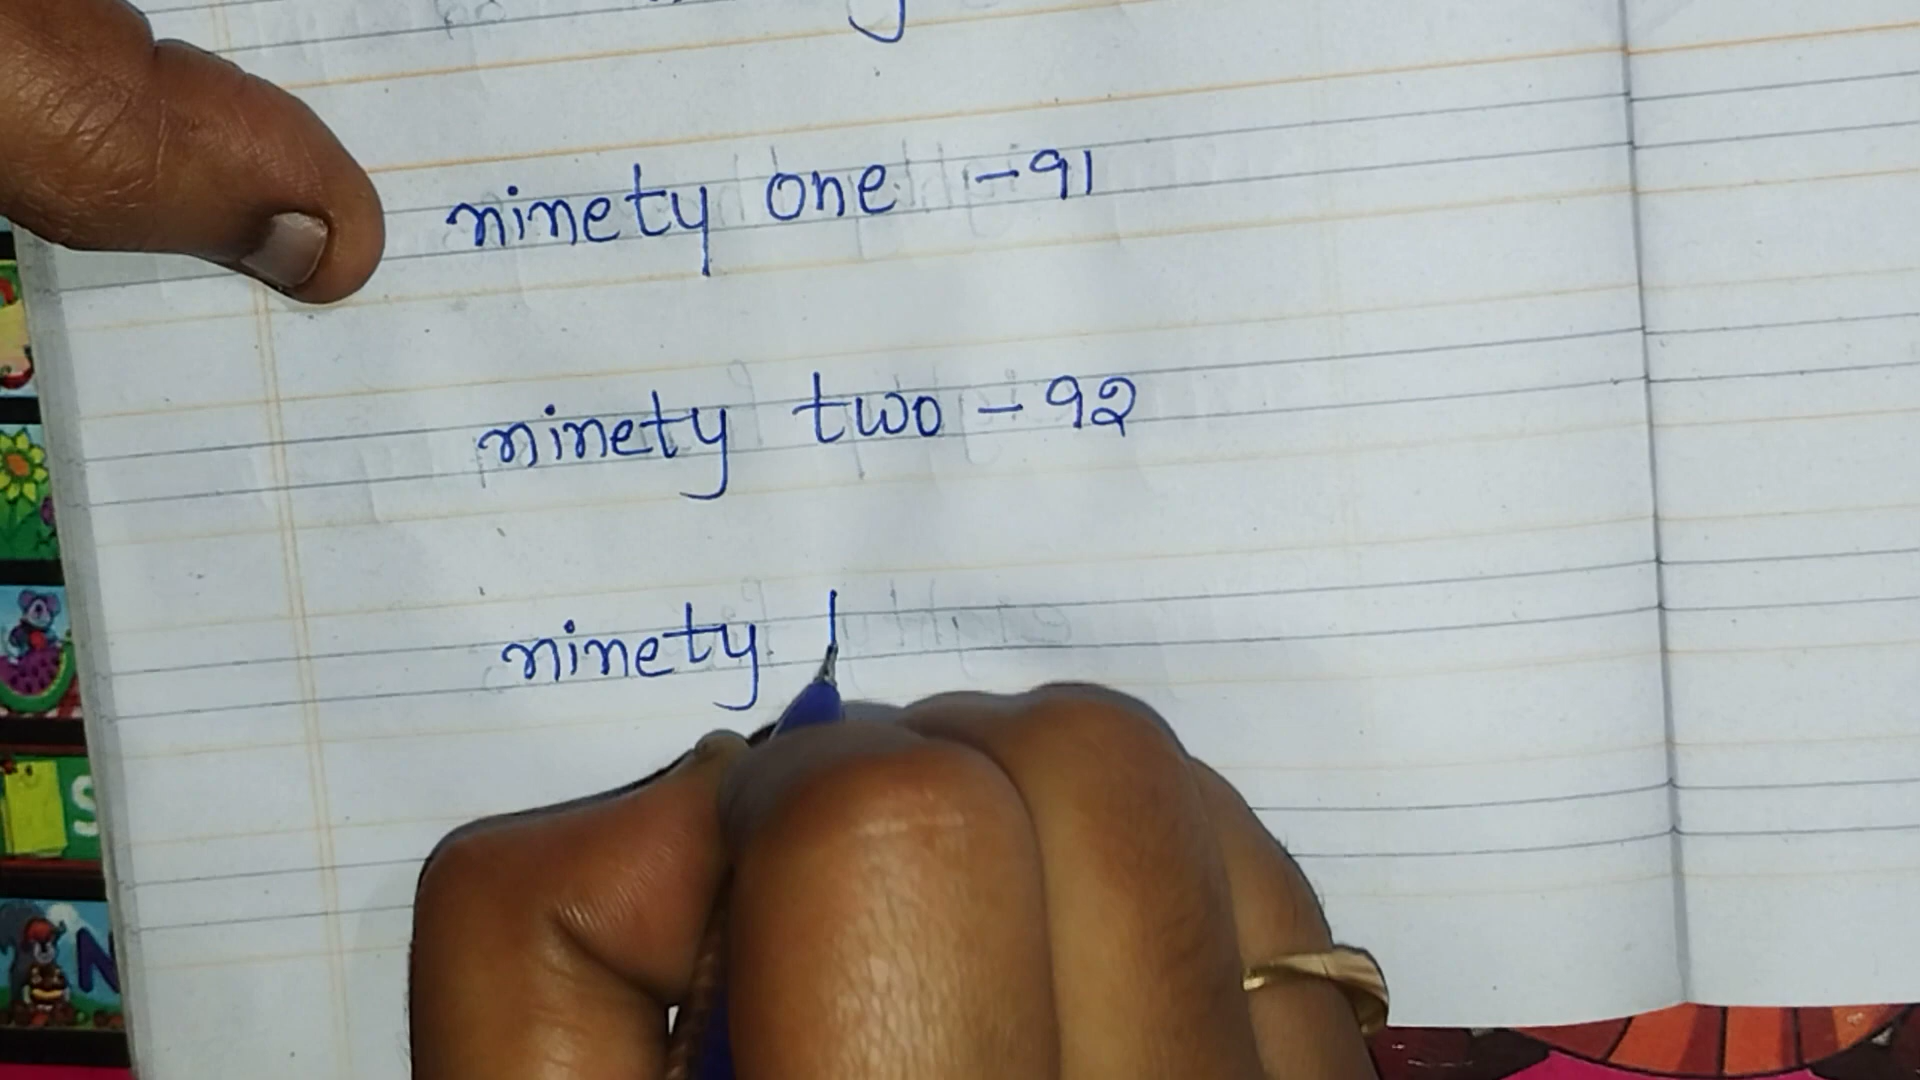 ninety one - 91
ninety two - 92
ninety
S
N